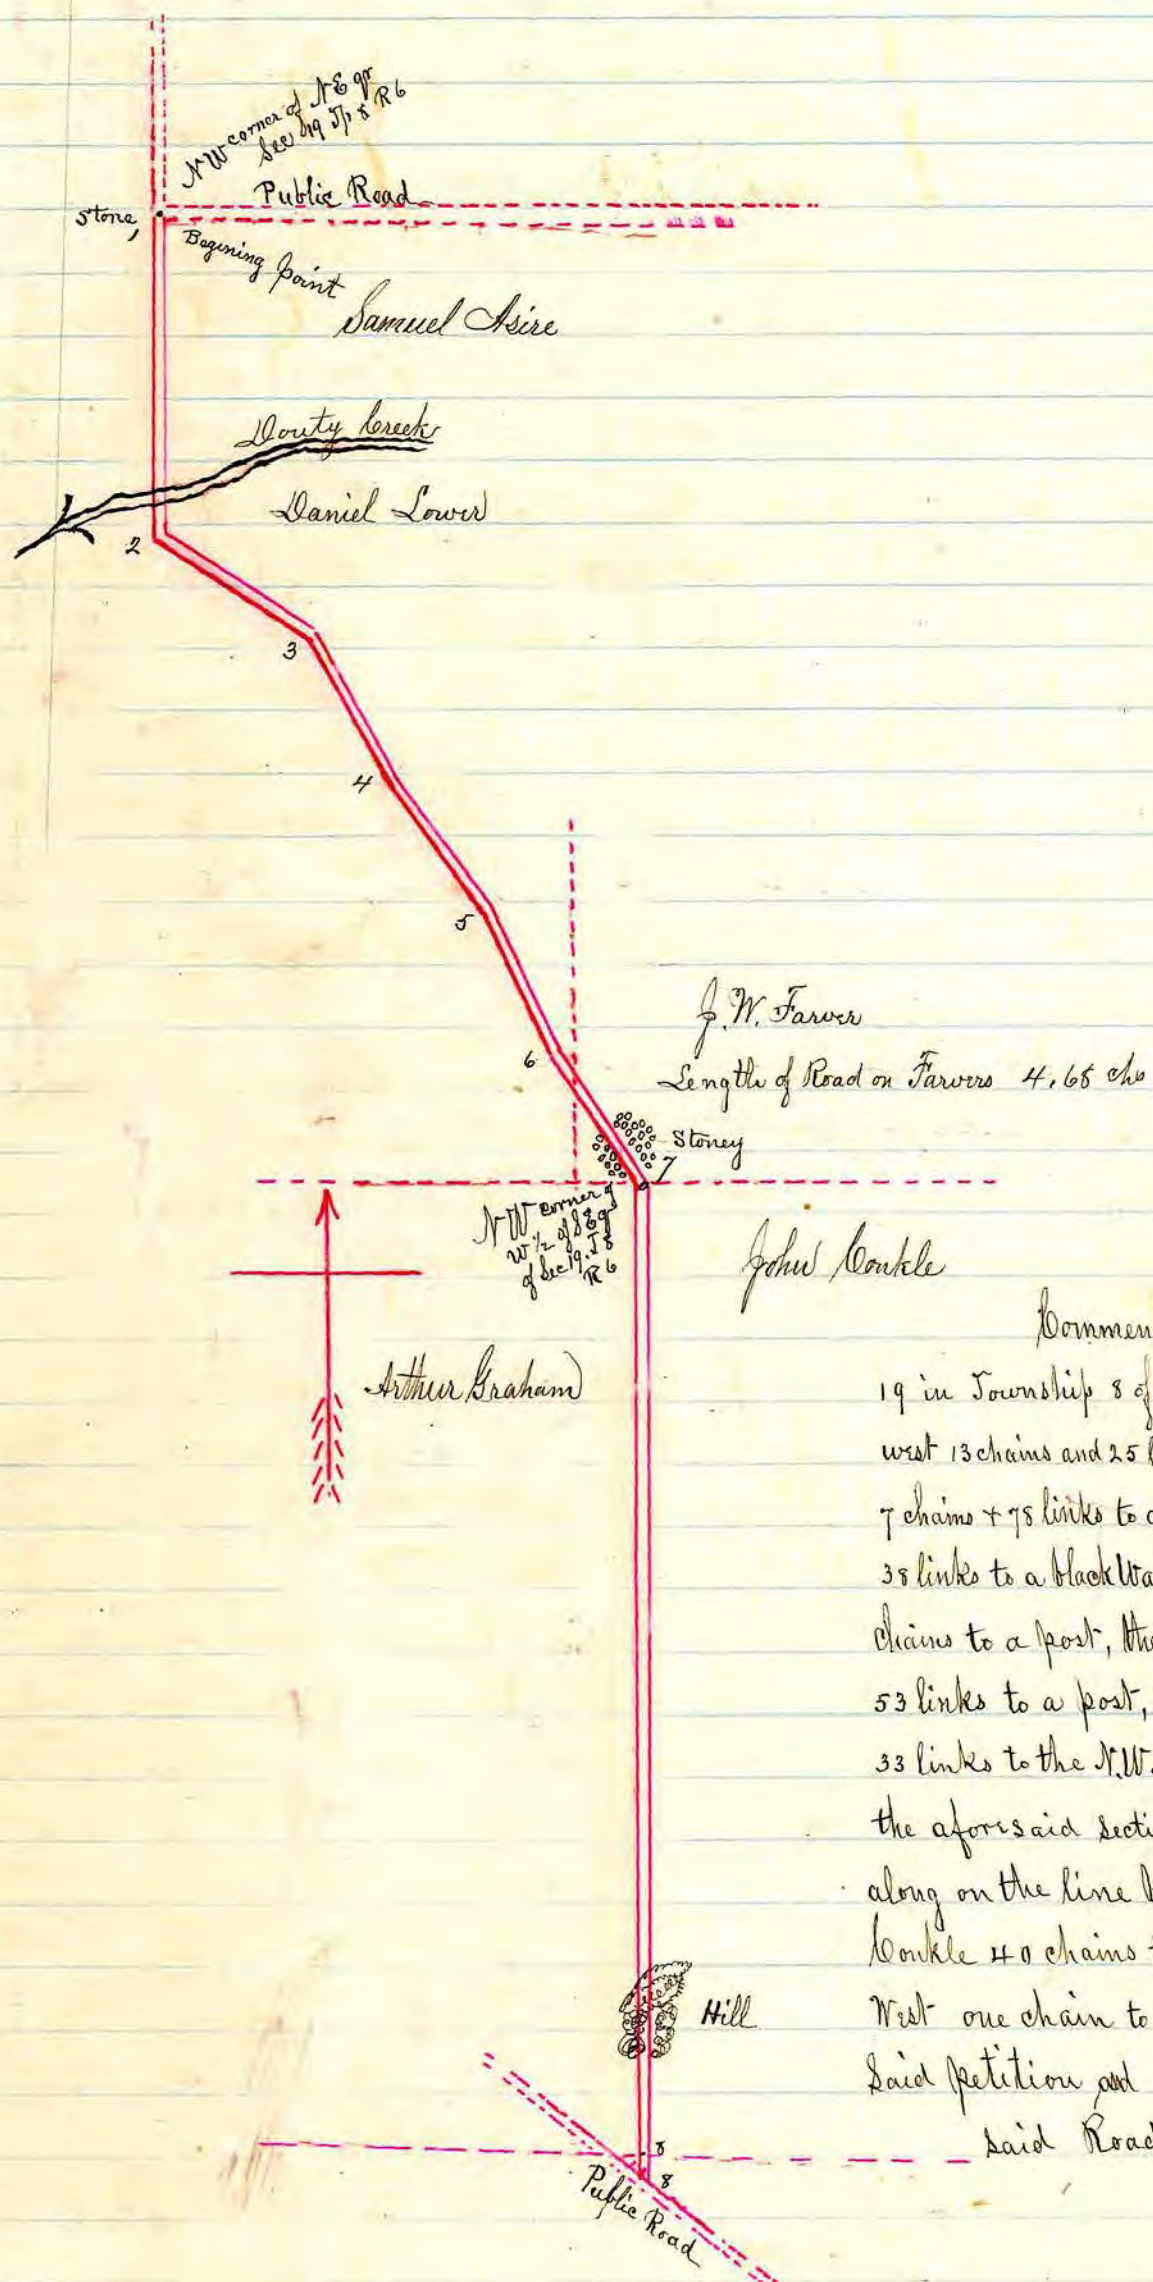 N W corner of N E qr
Sec 19 Tp 8 R 6
Public Road
Stone,
Begining point
Samuel Asire
Douty Creek
Daniel Lower
2
3
4
5
6
J. W. Farver
Length of Road on Farvers 4,68 chs
Stoney
7
N W corner of
W 1/2 of S E q
of Sec 19. T 8
R 6
John Conkle
Arthur Graham
Commen
19 in Township 8 of
west 13 chains and 25 l
7 chains + 78 links to a
38 links to a black Wa
chains to a post, the
53 links to a post,
33 links to the N.W.
the aforesaid secti
along on the line b
Conkle 40 chains t
Hill
West one chain to
Said petition and
said Road
8
8
Public Road